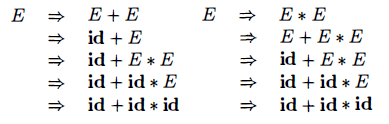 E ⇒ E + E E ⇒ E ∗ E
⇒ id + E ⇒ E + E ∗ E
⇒ id + E ∗ E ⇒ id + E ∗ E
⇒ id + id ∗ E ⇒ id + id ∗ E
⇒ id + id ∗ id ⇒ id + id ∗ id